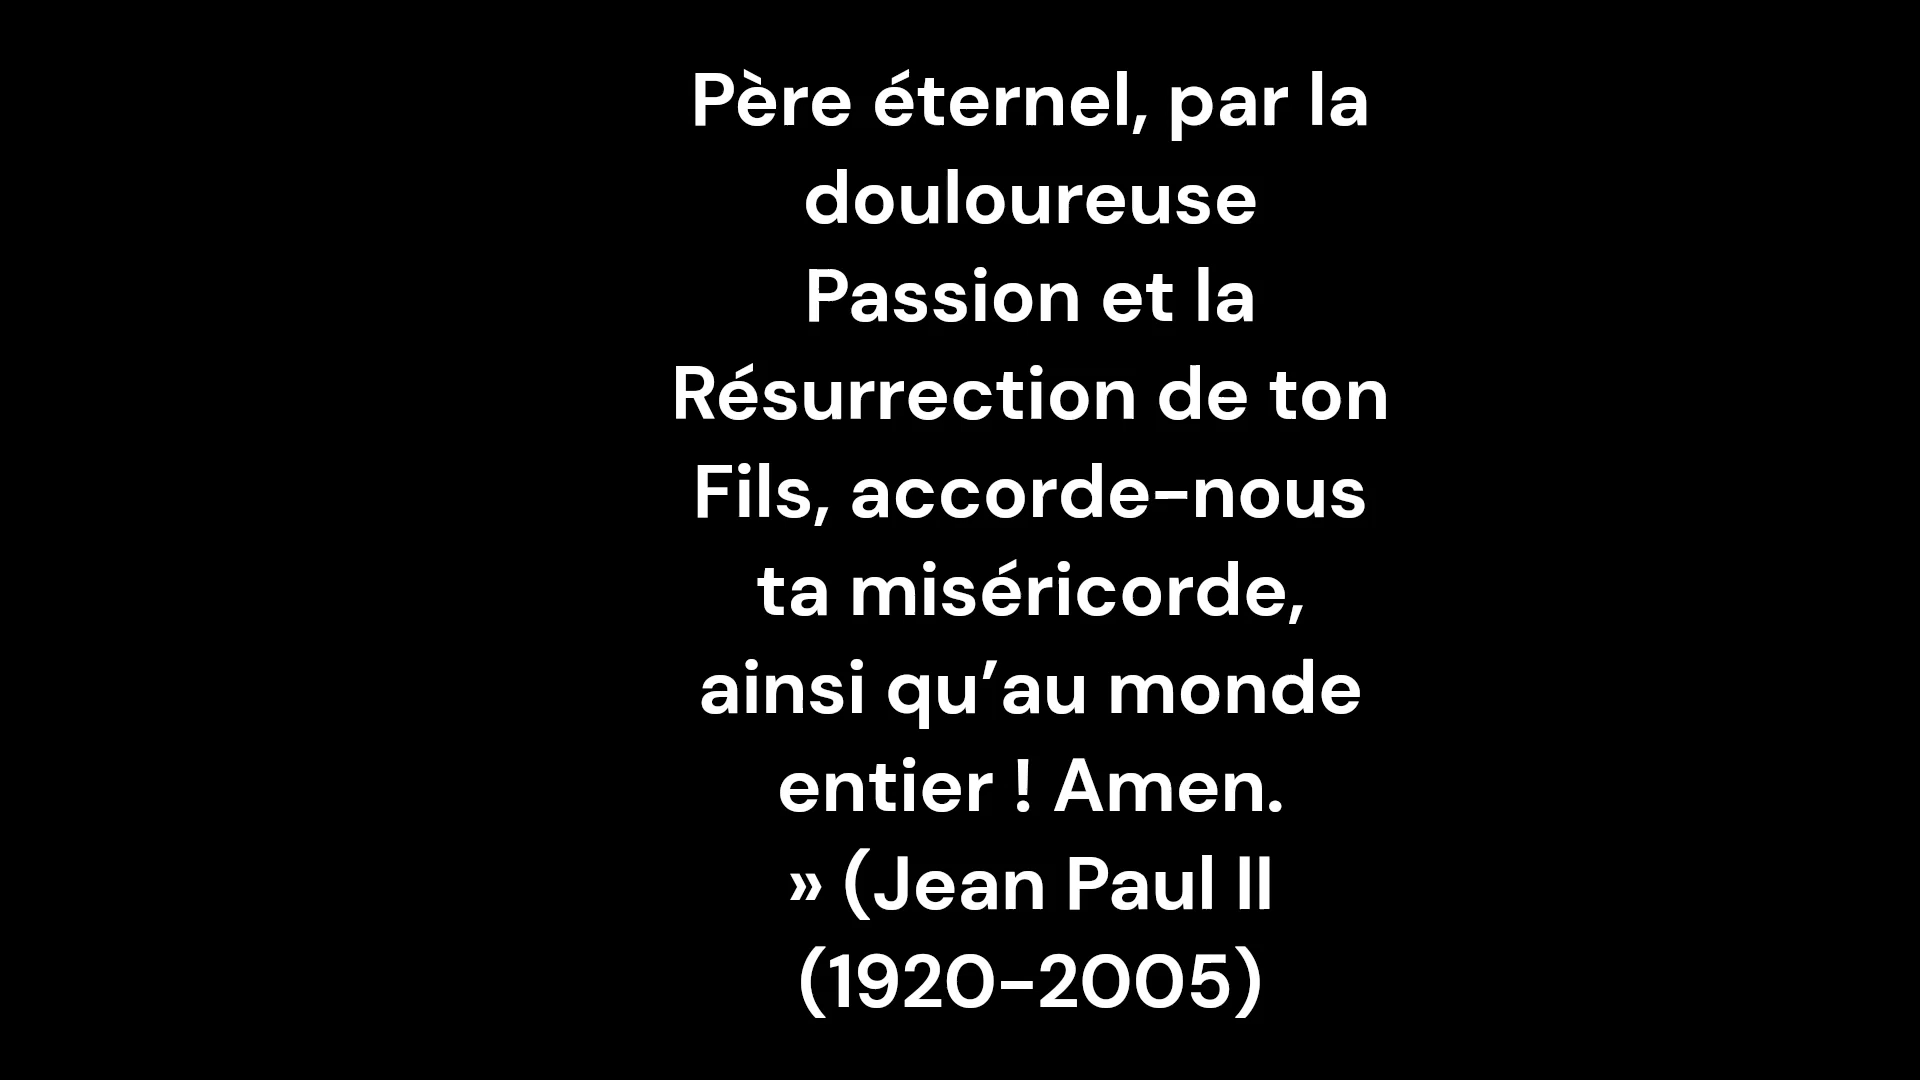 Père éternel, par la
douloureuse
Passion et la
Résurrection de ton
Fils, accorde-nous
ta miséricorde,
ainsi qu’au monde
entier ! Amen.
» (Jean Paul II
(1920-2005)